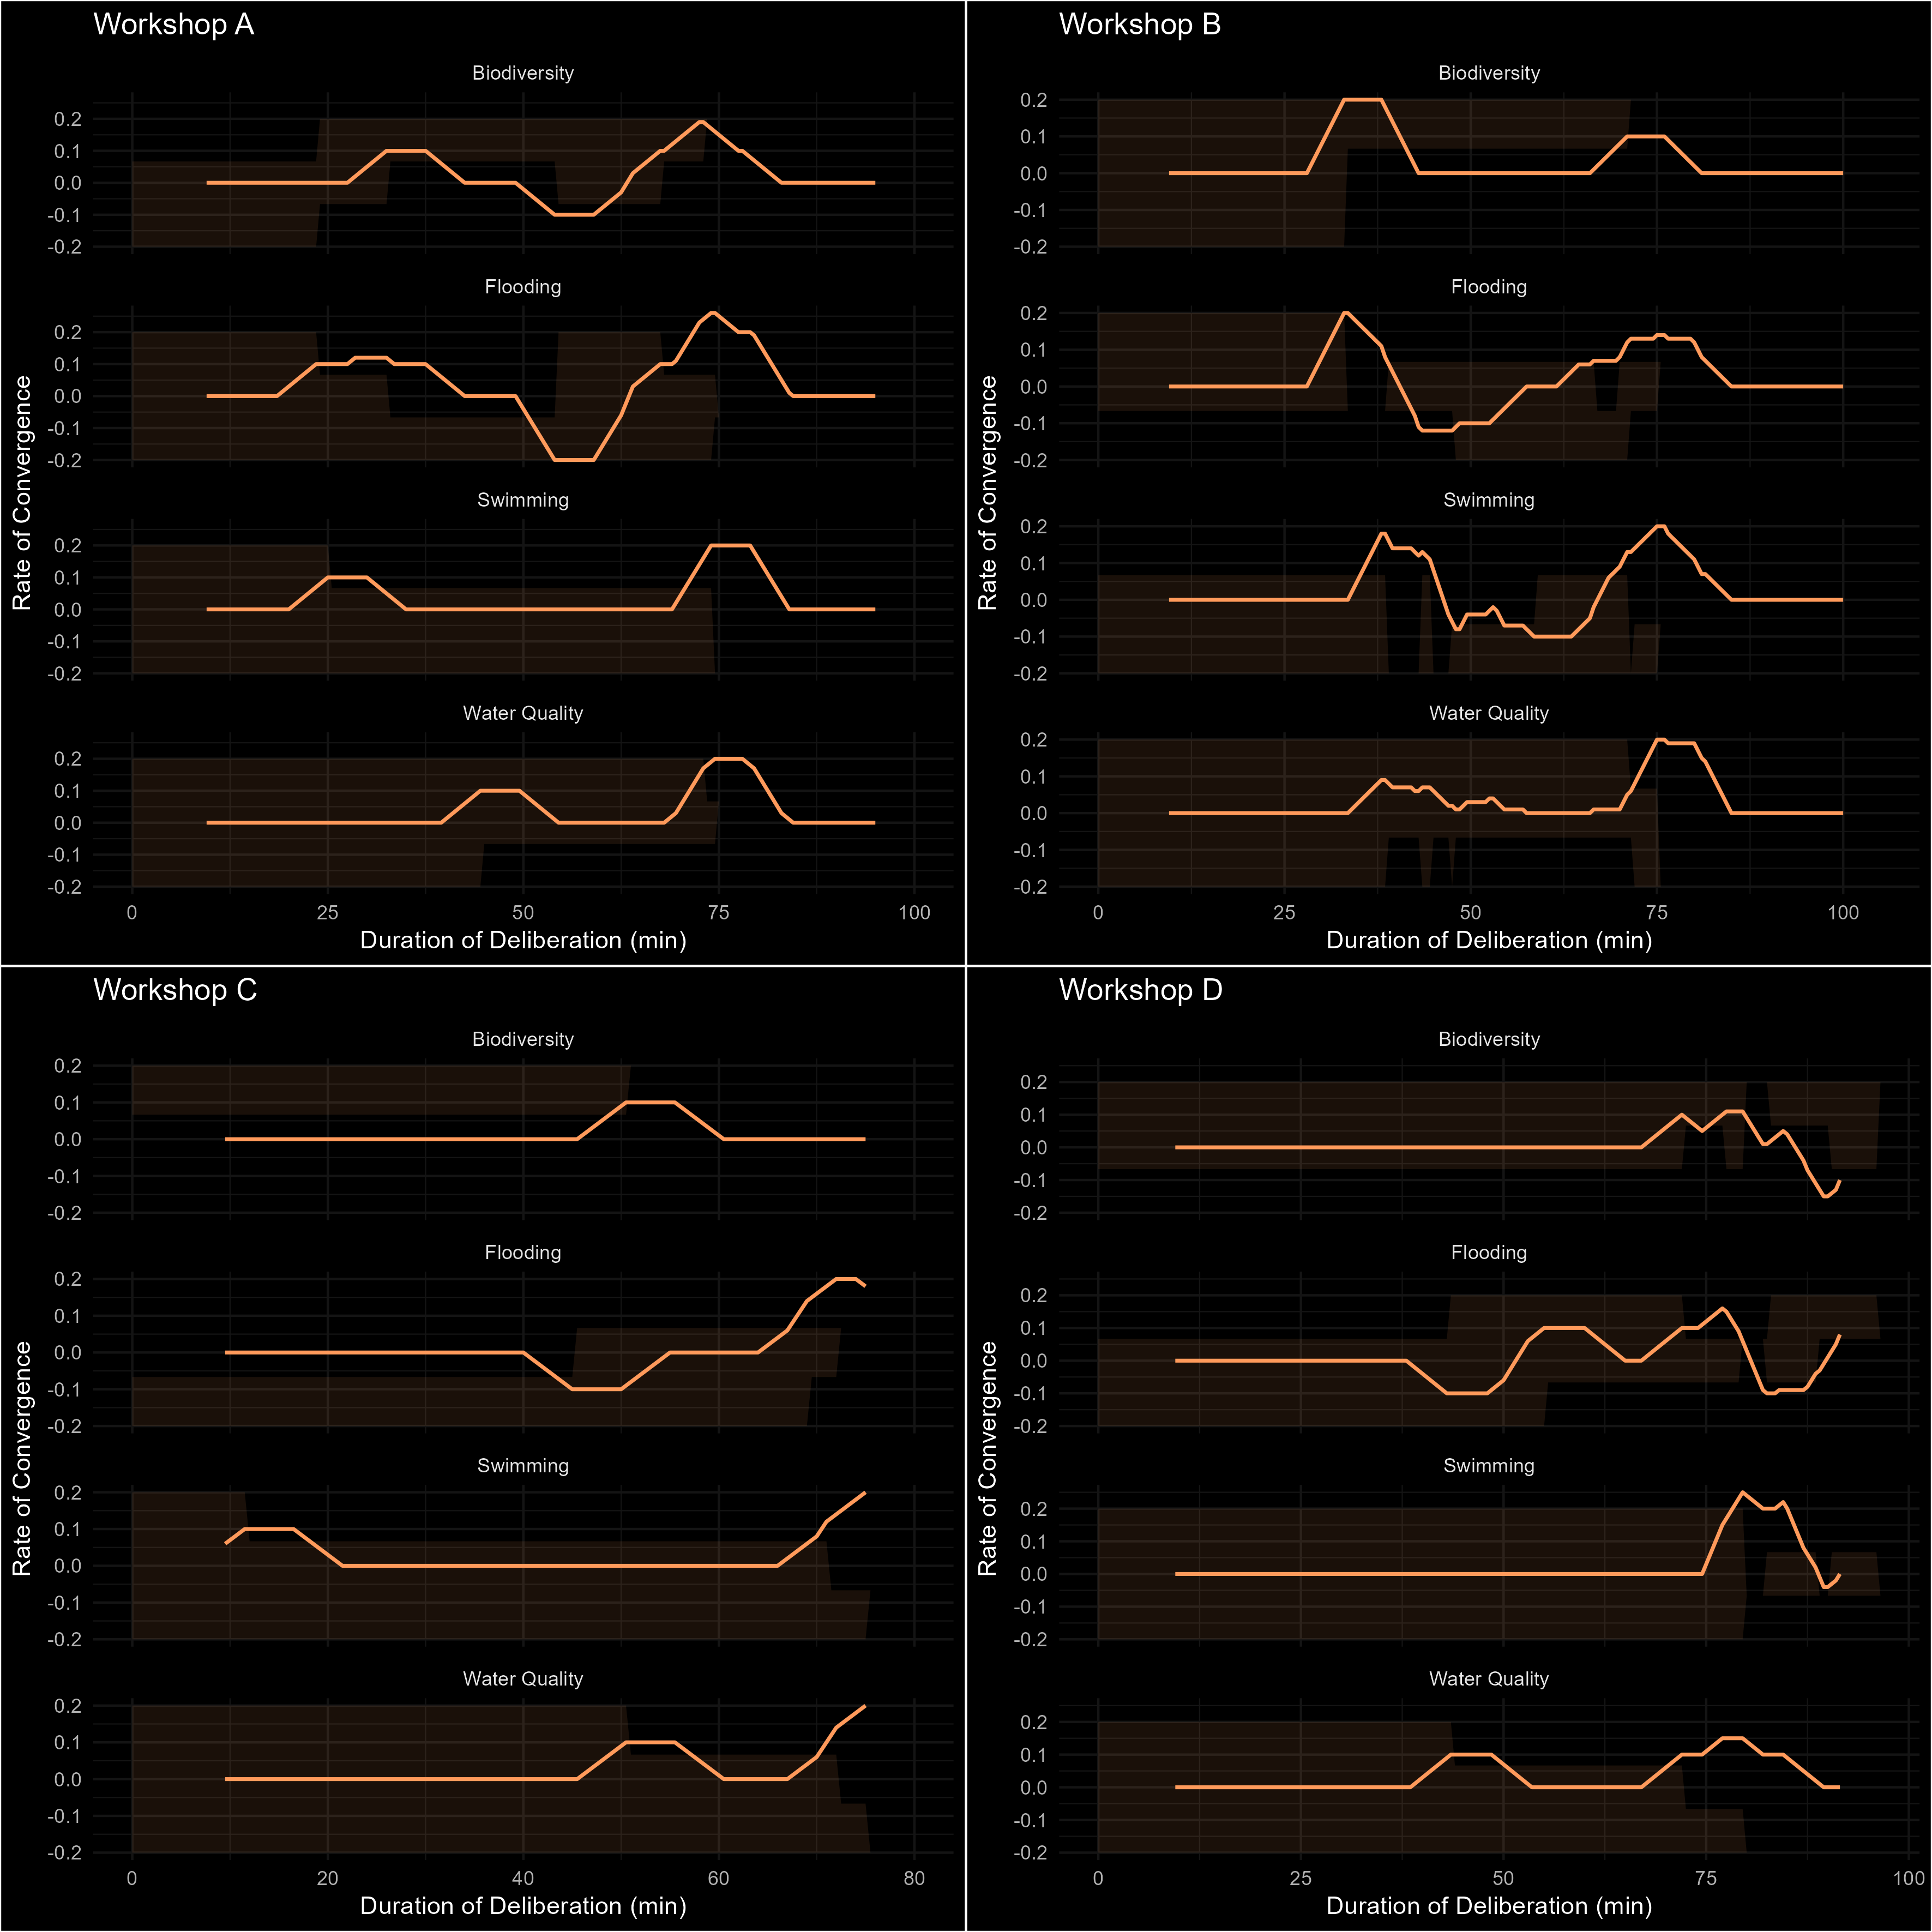 Workshop A
Biodiversity
0.2
0.1
0.0
-0.1
-0.2
Flooding
0.2
0.1
0.0
-0.1
-0.2
Swimming
0.2
0.1
0.0
-0.1
-0.2
Water Quality
0.2
0.1
0.0
-0.1
-0.2
0 25 50 75 100
Duration of Deliberation (min)
Rate of Convergence
Workshop B
Biodiversity
0.2
0.1
0.0
-0.1
-0.2
Flooding
0.2
0.1
0.0
-0.1
-0.2
Swimming
0.2
0.1
0.0
-0.1
-0.2
Water Quality
0.2
0.1
0.0
-0.1
-0.2
0 25 50 75 100
Duration of Deliberation (min)
Rate of Convergence
Workshop C
Biodiversity
0.2
0.1
0.0
-0.1
-0.2
Flooding
0.2
0.1
0.0
-0.1
-0.2
Swimming
0.2
0.1
0.0
-0.1
-0.2
Water Quality
0.2
0.1
0.0
-0.1
-0.2
0 20 40 60 80
Duration of Deliberation (min)
Rate of Convergence
Workshop D
Biodiversity
0.2
0.1
0.0
-0.1
-0.2
Flooding
0.2
0.1
0.0
-0.1
-0.2
Swimming
0.2
0.1
0.0
-0.1
-0.2
Water Quality
0.2
0.1
0.0
-0.1
-0.2
0 25 50 75 100
Duration of Deliberation (min)
Rate of Convergence